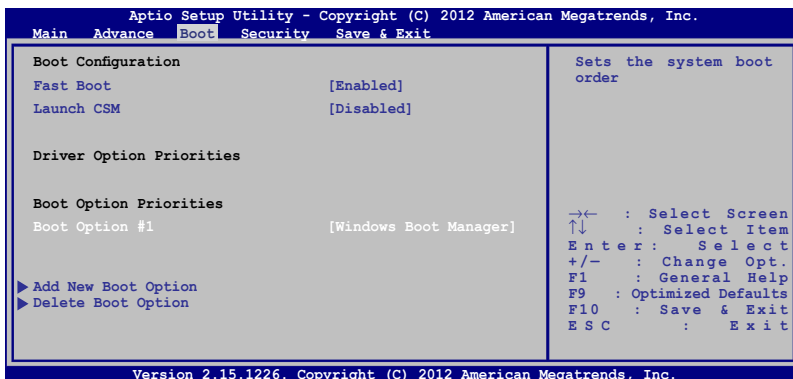 Aptio Setup Utility - Copyright (C) 2012 American Megatrends, Inc.
Main Advance Boot Security Save & Exit
Boot Configuration
Fast Boot [Enabled]
Launch CSM [Disabled]
Driver Option Priorities
Boot Option Priorities
Boot Option #1 [Windows Boot Manager]
Add New Boot Option
Delete Boot Option
Sets the system boot
order
→← : Select Screen
↑↓ : Select Item
Enter: Select
+/— : Change Opt.
F1 : General Help
F9 : Optimized Defaults
F10 : Save & Exit
ESC : Exit
Version 2.15.1226. Copyright (C) 2012 American Megatrends, Inc.